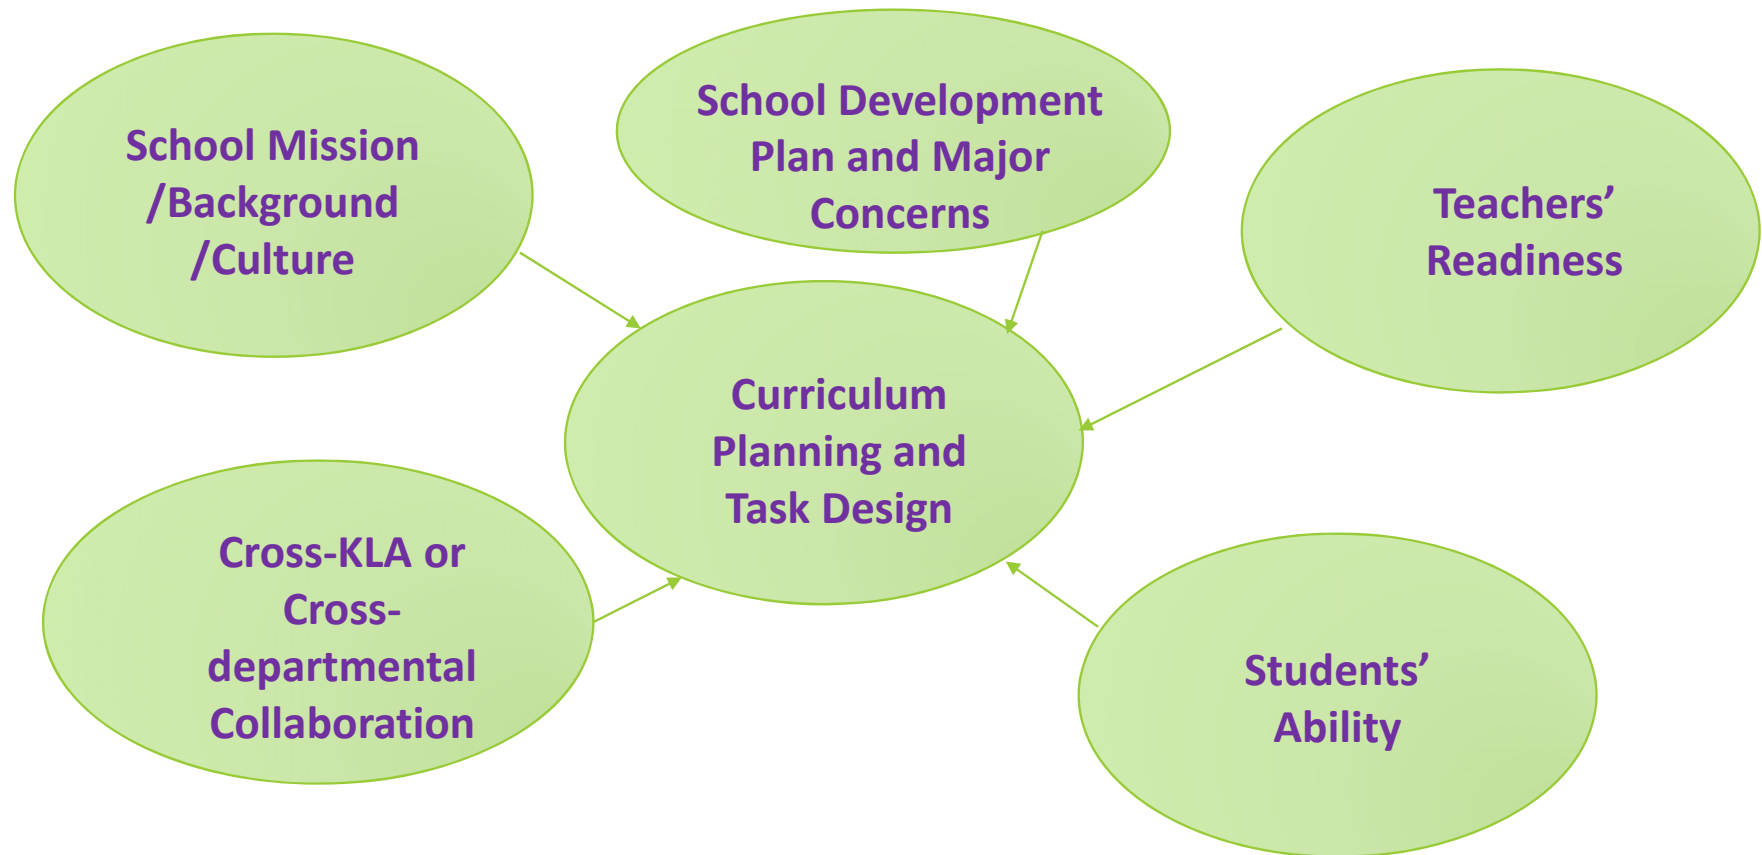 School Mission
/Background
/Culture
School Development
Plan and Major
Concerns
Teachers’
Readiness
Curriculum
Planning and
Task Design
Cross-KLA or
Cross-
departmental
Collaboration
Students’
Ability